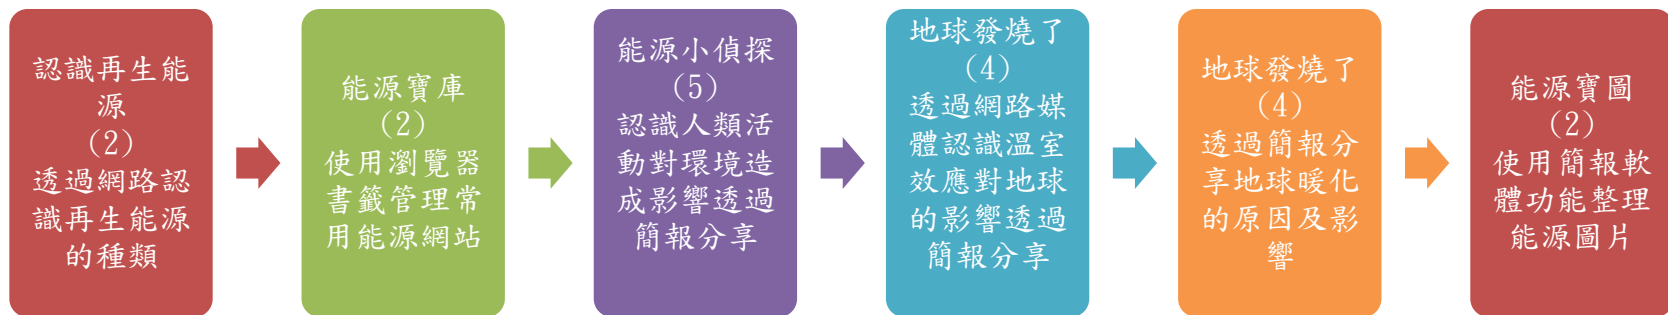 認識再生能
源
(2)
透過網路認
識再生能源
的種類
能源寶庫
(2)
使用瀏覽器
書籤管理常
用能源網站
能源小偵探
(5)
認識人類活
動對環境造
成影響透過
簡報分享
地球發燒了
(4)
透過網路媒
體認識溫室
效應對地球
的影響透過
簡報分享
地球發燒了
(4)
透過簡報分
享地球暖化
的原因及影
響
能源寶圖
(2)
使用簡報軟
體功能整理
能源圖片